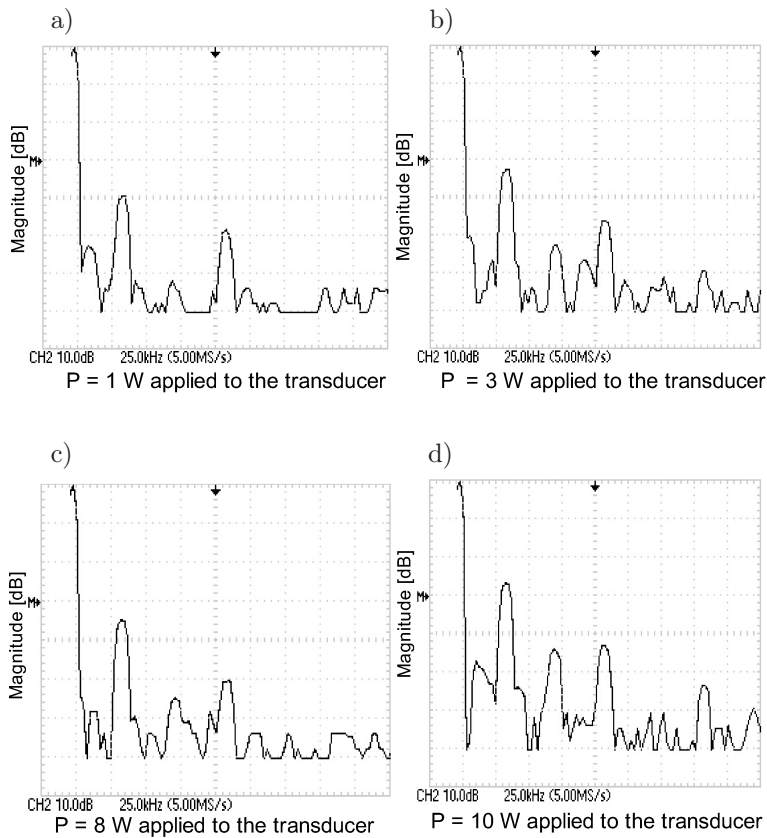 a)
Magnitude [dB]
M
CH2 10.0dB 25.0kHz (5.00MS/s)
P = 1 W applied to the transducer
b)
Magnitude [dB]
M
CH2 10.0dB 25.0kHz (5.00MS/s)
P = 3 W applied to the transducer
c)
Magnitude [dB]
M
CH2 10.0dB 25.0kHz (5.00MS/s)
P = 8 W applied to the transducer
d)
Magnitude [dB]
M
CH2 10.0dB 25.0kHz (5.00MS/s)
P = 10 W applied to the transducer